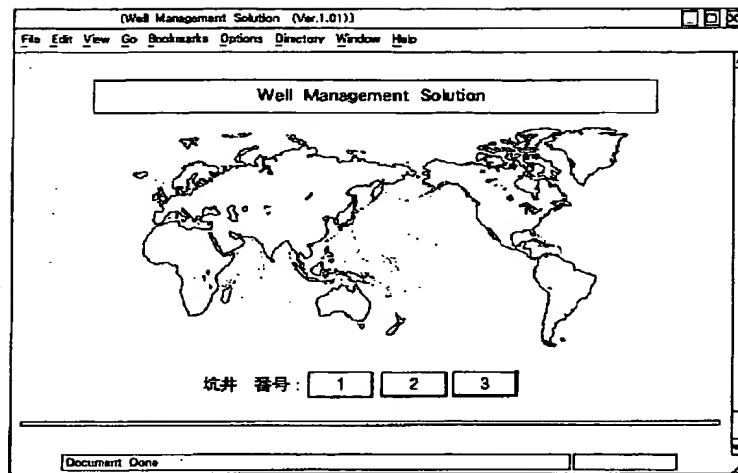 (Well Management Solution (Ver.1.01))
File Edit View Go Bookmarks Options Directory Window Help
Well Management Solution
坑井 番号: 1 2 3
Document Done